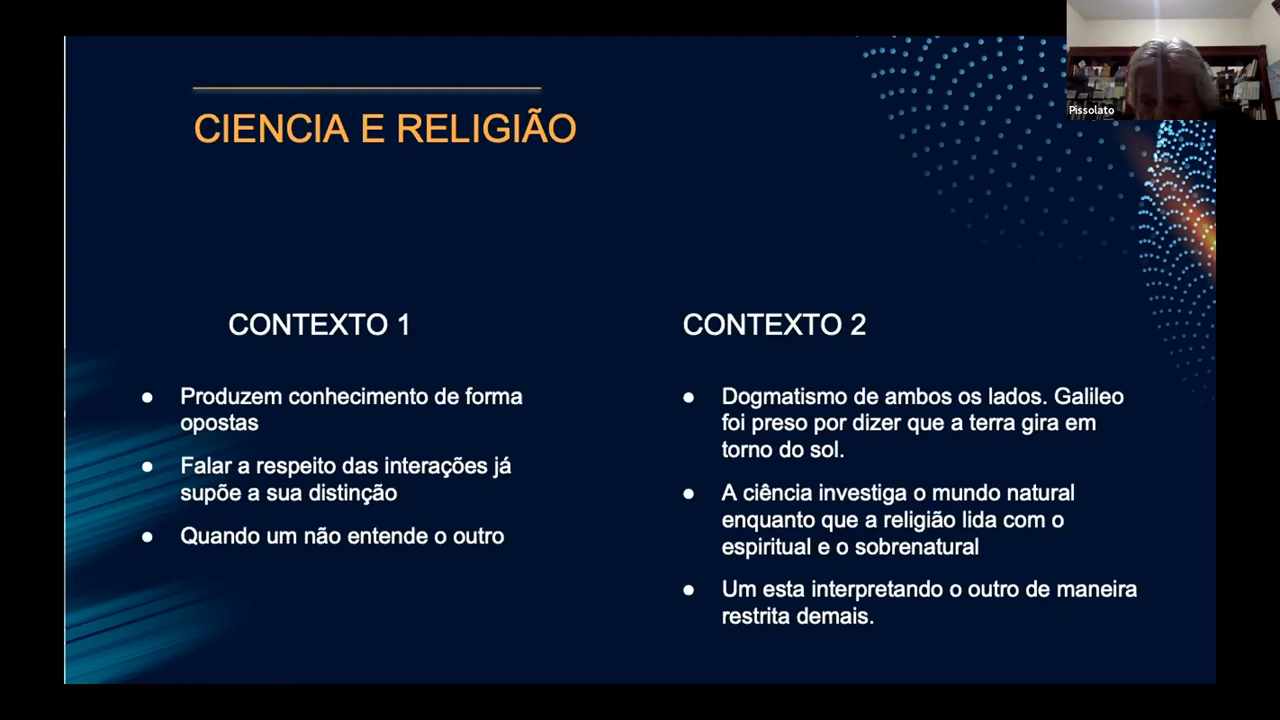 Pissolato
CIENCIA E RELIGIÃO
CONTEXTO 1
Produzem conhecimento de forma
opostas
Falar a respeito das interações já
supõe a sua distinção
Quando um não entende o outro
CONTEXTO 2
Dogmatismo de ambos os lados. Galileo
foi preso por dizer que a terra gira em
torno do sol.
A ciência investiga o mundo natural
enquanto que a religião lida com o
espiritual e o sobrenatural
Um esta interpretando o outro de maneira
restrita demais.